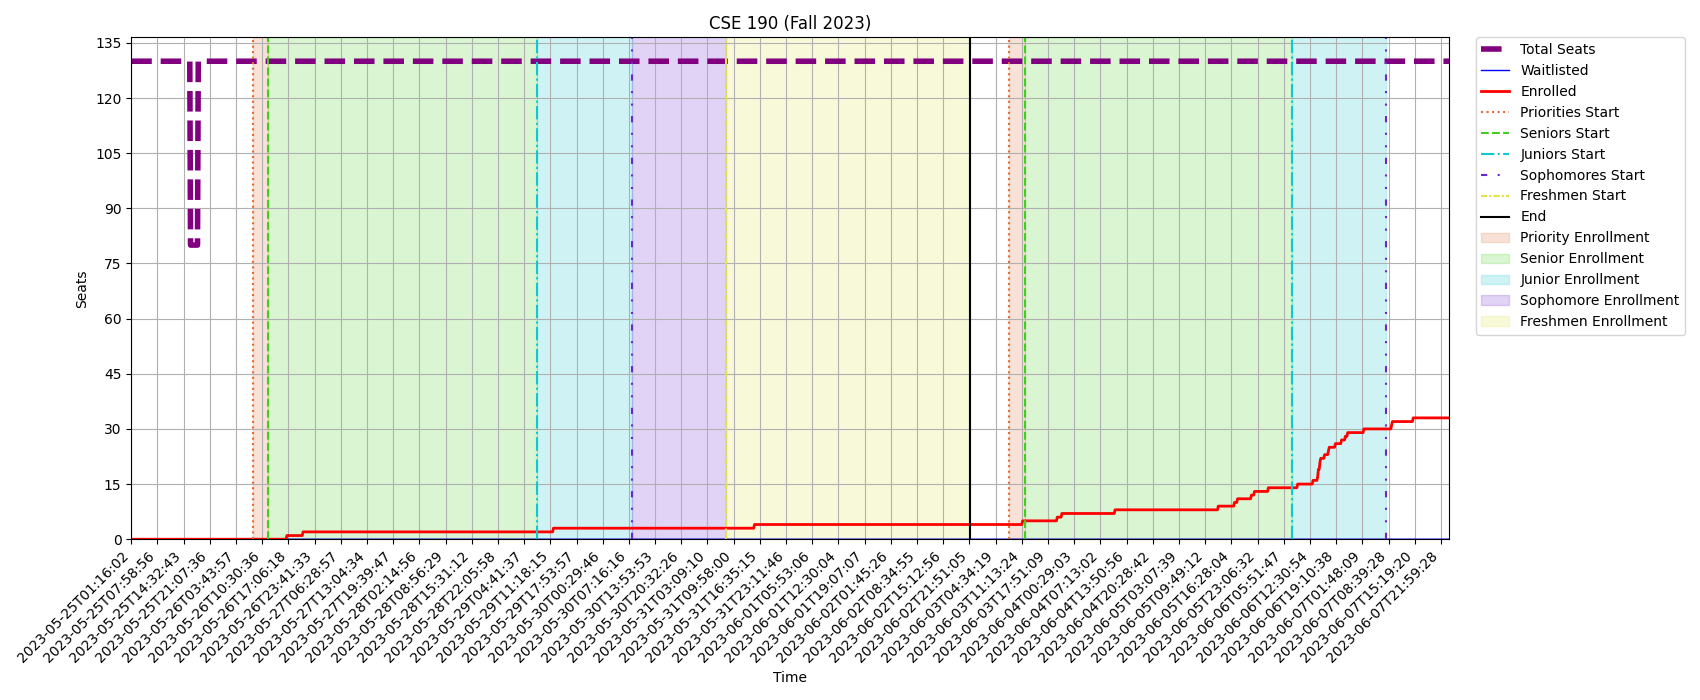 CSE 190 (Fall 2023)
135
120
105
90
75
60
45
30
15
0
Seats
2023-05-25T01:16:02
2023-05-25T07:58:56
2023-05-25T14:32:43
2023-05-25T21:07:36
2023-05-26T03:43:57
2023-05-26T10:30:36
2023-05-26T17:06:18
2023-05-26T23:41:33
2023-05-27T06:28:57
2023-05-27T13:04:34
2023-05-27T19:39:47
2023-05-28T02:14:56
2023-05-28T08:56:29
2023-05-28T15:31:12
2023-05-28T22:05:58
2023-05-29T04:41:37
2023-05-29T11:18:15
2023-05-29T17:53:57
2023-05-30T00:29:46
2023-05-30T07:16:16
2023-05-30T13:53:53
2023-05-30T20:32:26
2023-05-31T03:09:10
2023-05-31T09:58:00
2023-05-31T16:35:15
2023-05-31T23:11:46
2023-06-01T05:53:06
2023-06-01T12:30:04
2023-06-01T19:07:07
2023-06-02T01:45:26
2023-06-02T08:34:55
2023-06-02T15:12:56
2023-06-02T21:51:05
2023-06-03T04:34:19
2023-06-03T11:13:24
2023-06-03T17:51:09
2023-06-04T00:29:03
2023-06-04T07:13:02
2023-06-04T13:50:56
2023-06-04T20:28:42
2023-06-05T03:07:39
2023-06-05T09:49:12
2023-06-05T16:28:04
2023-06-05T23:06:32
2023-06-06T05:51:47
2023-06-06T12:30:54
2023-06-06T19:10:38
2023-06-07T01:48:09
2023-06-07T08:39:28
2023-06-07T15:19:20
2023-06-07T21:59:28
Time
Total Seats
Waitlisted
Enrolled
Priorities Start
Seniors Start
Juniors Start
Sophomores Start
Freshmen Start
End
Priority Enrollment
Senior Enrollment
Junior Enrollment
Sophomore Enrollment
Freshmen Enrollment